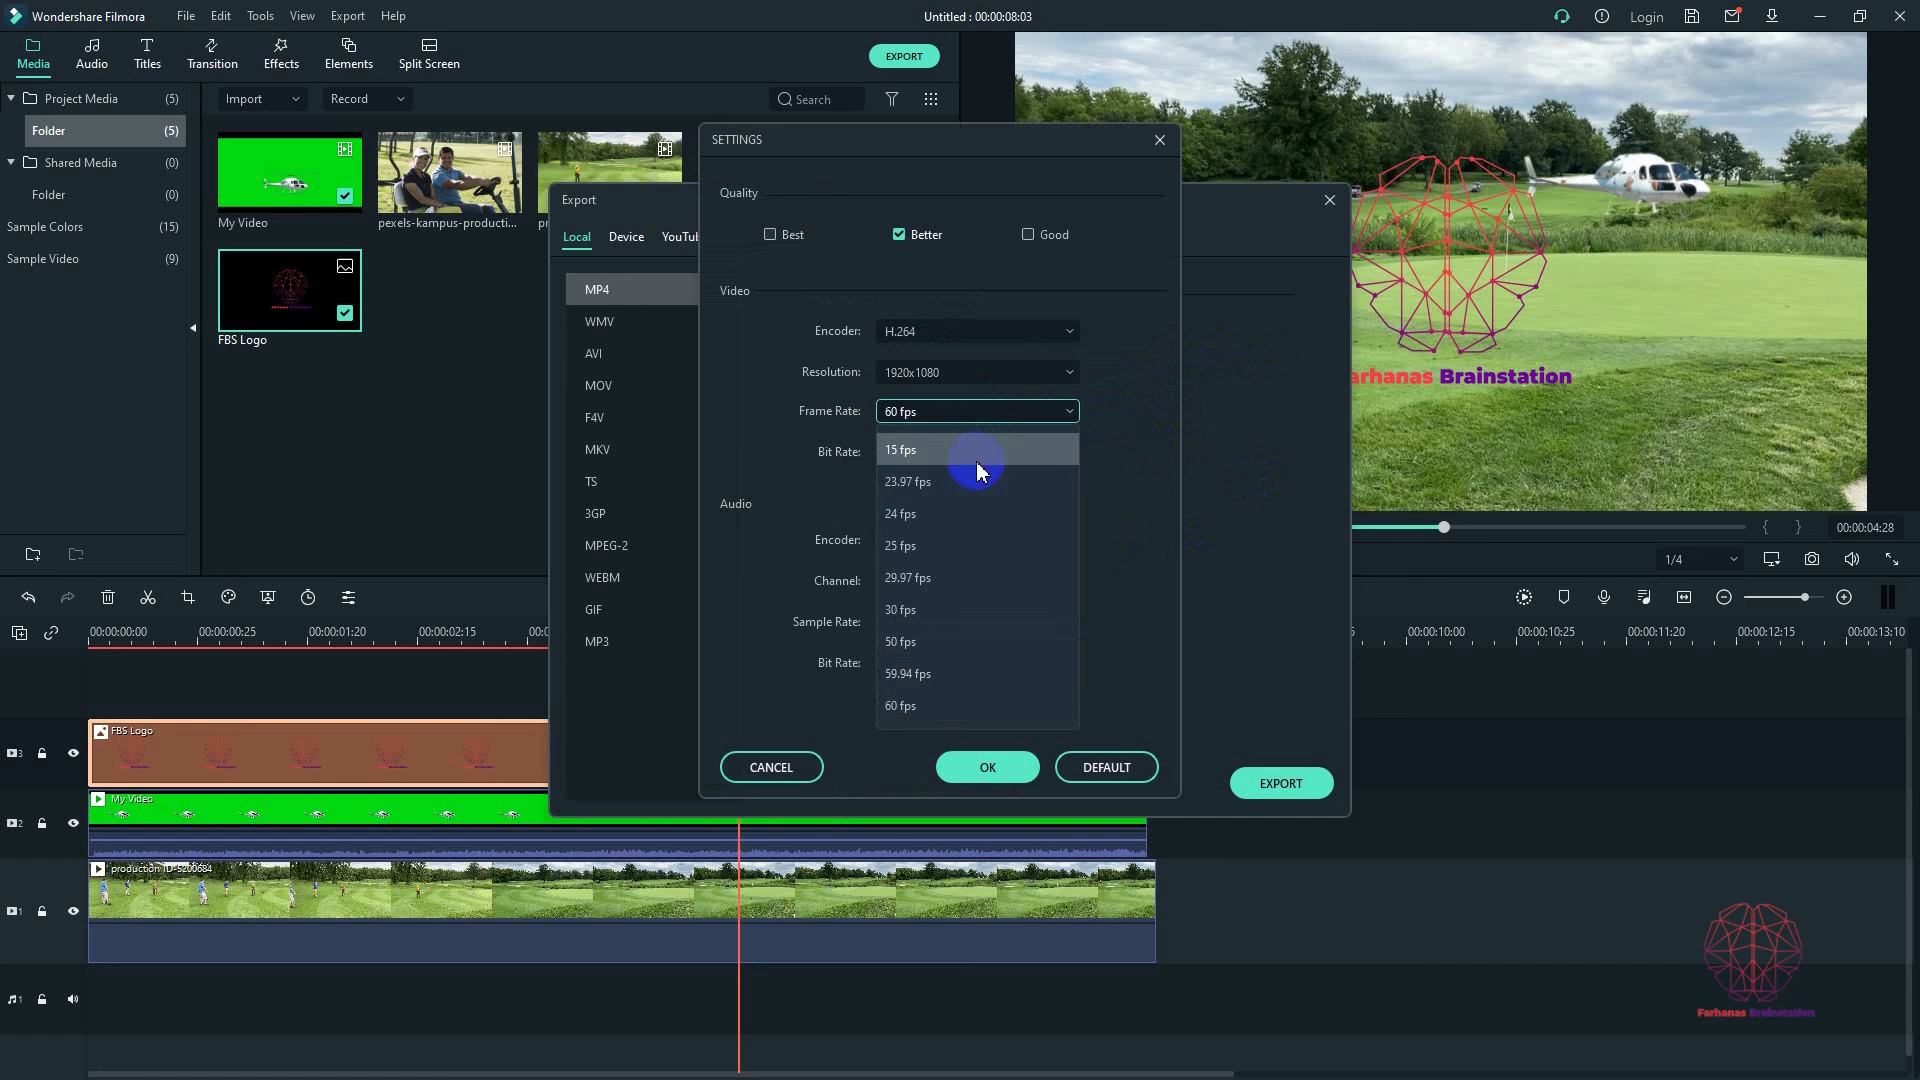 Wondershare Filmora
File Edit Tools View Export Help
Untitled : 00:00:08:03
Login
Media Audio Titles Transition Effects Elements Split Screen
EXPORT
Project Media (5)
Folder (5)
Shared Media (0)
Folder (0)
Sample Colors (15)
Sample Video (9)
Import Record Search
My Video
pexels-kampus-producti...
FBS Logo
Export
Local Device
MP4
WMV
AVI
MOV
F4V
MKV
TS
3GP
MPEG-2
WEBM
GIF
MP3
EXPORT
SETTINGS
Quality
Best Better Good
Video
Encoder: H.264
Resolution: 1920x1080
Frame Rate: 60 fps
Bit Rate:
15 fps
23.97 fps
24 fps
25 fps
29.97 fps
30 fps
50 fps
59.94 fps
60 fps
Audio
Encoder:
Channel:
Sample Rate:
Bit Rate:
CANCEL OK DEFAULT
arhanas Brainstation
00:00:04:28
1/4
00:00:00:00 00:00:00:25 00:00:01:20 00:00:02:15 00:00:10:00 00:00:10:25 00:00:11:20 00:00:12:15 00:00:13:10
3
FBS Logo
2
My Video
1
production ID-5200684
1
Farhanas Brainstation